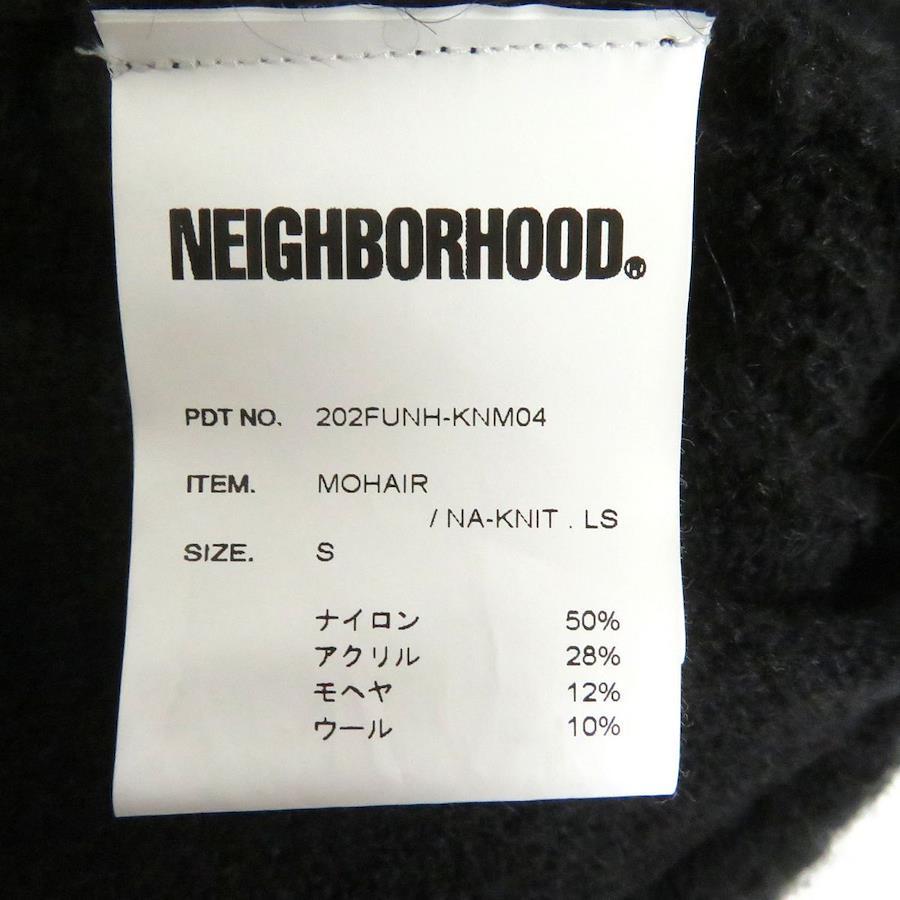 NEIGHBORHOOD®
PDT NO. 202FUNH-KNM04
ITEM. MOHAIR
/ NA-KNIT . LS
SIZE. S
ナイロン 50%
アクリル 28%
モヘヤ 12%
ウール 10%